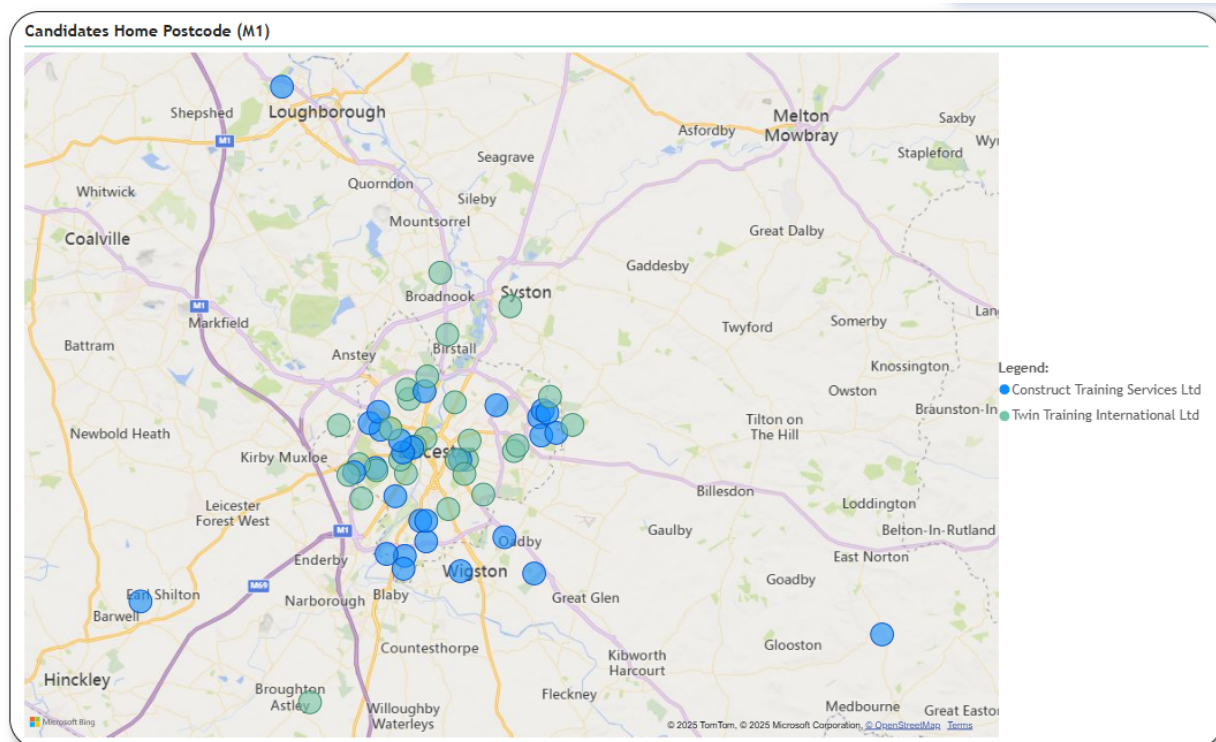 Candidates Home Postcode (M1)
Shepshed
Loughborough
M1
Melton
Mowbray
Asfordby
Saxby
Stapleford
Seagrave
Whitwick
Quorndon
Sileby
Mountsorrel
Coalville
Great Dalby
Gaddesby
Broadnook
Syston
M1
Markfield
Twyford
Somerby
Battram
Anstey
Birstall
Knossington
Owston
Legend:
Construct Training Services Ltd
Twin Training International Ltd
Braunston-In
Tilton on
The Hill
Newbold Heath
Kirby Muxloe
Billesdon
Leicester
Forest West
Loddington
M1
Gaulby
Belton-In-Rutland
Oadby
East Norton
Enderby
Wigston
Goadby
M69
Earl Shilton
Narborough
Blaby
Great Glen
Barwell
Countesthorpe
Glooston
Kibworth
Harcourt
Hinckley
Broughton
Astley
Fleckney
Willoughby
Waterleys
Medbourne
Great Easton
Microsoft Bing
© 2025 TomTom, © 2025 Microsoft Corporation, © OpenStreetMap Terms